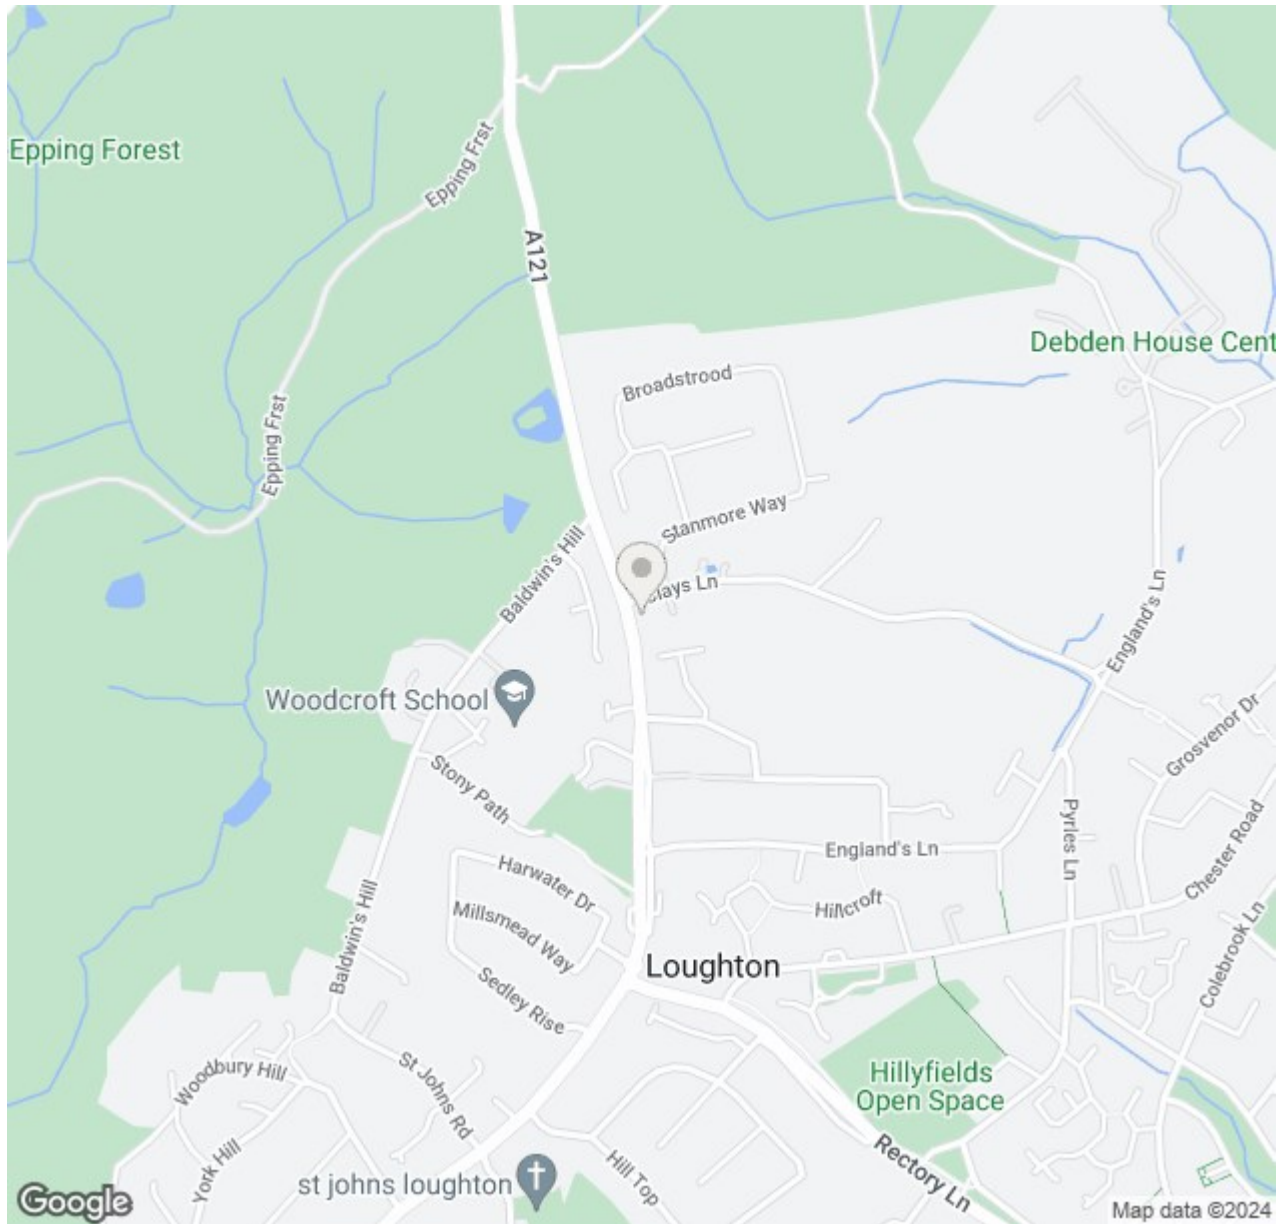 Epping Forest
Epping Frst
A121
Debden House Cent
Broadstrood
Epping Frst
Stanmore Way
Baldwin's Hill
lays Ln
England's Ln
Woodcroft School
Grosvenor Dr
Stony Path
Pyrles Ln
Chester Road
England's Ln
Harwater Dr
Hillcroft
Millsmead Way
Baldwin's Hill
Colebrook Ln
Loughton
Sedley Rise
Woodbury Hill
St Johns Rd
Hillyfields
Open Space
York Hill
Hill Top
Rectory Ln
st johns loughton
Google
Map data ©2024